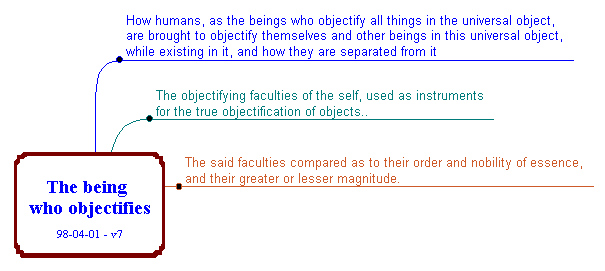 How humans, as the beings who objectify all things in the universal object,
are brought to objectify themselves and other beings in this universal object,
while existing in it, and how they are separated from it
The objectifying faculties of the self, used as instruments
for the true objectification of objects..
The said faculties compared as to their order and nobility of essence,
and their greater or lesser magnitude.
The being
who objectifies
98-04-01 - v7